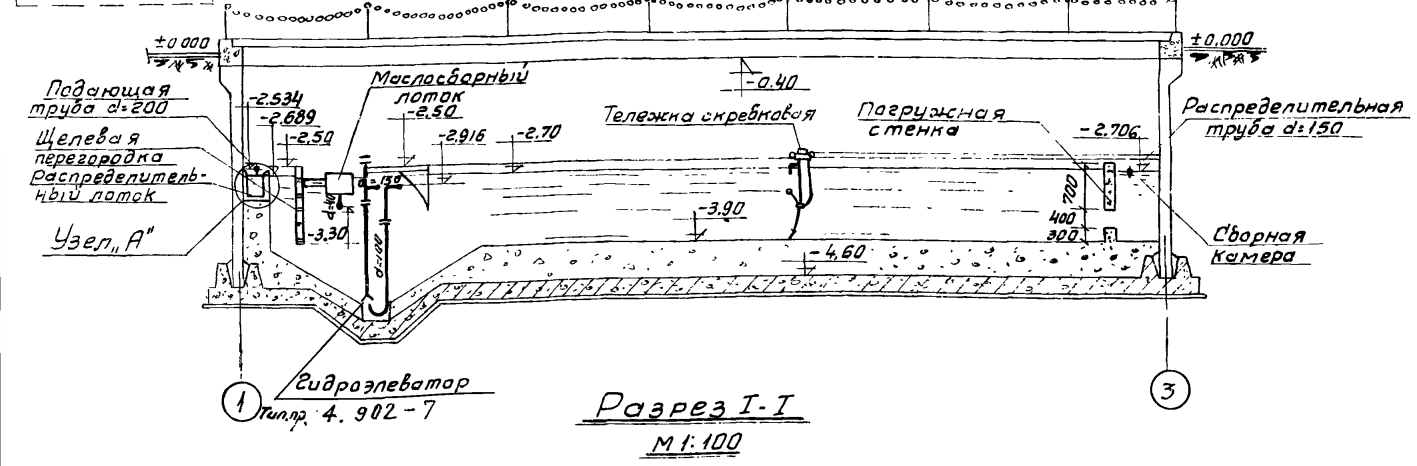 ±0.000
±0.000
-0.40
Подающая
труба d=200
-2.534
-2.689
-2.50
Маслосборный
лоток
-2.50
-2.916
-2.70
Тележка скребковая
Погружная
стенка
-2.706
Распределительная
труба d=150
Щелевая
перегородка
Распределитель-
ный лоток
Узел „А"
d=150
-3.30
d=100
-3.90
-4.60
700
400
300
Сборная
камера
Гидроэлеватор
Тип.пр. 4.902-7
1
3
Разрез I-I
М 1:100